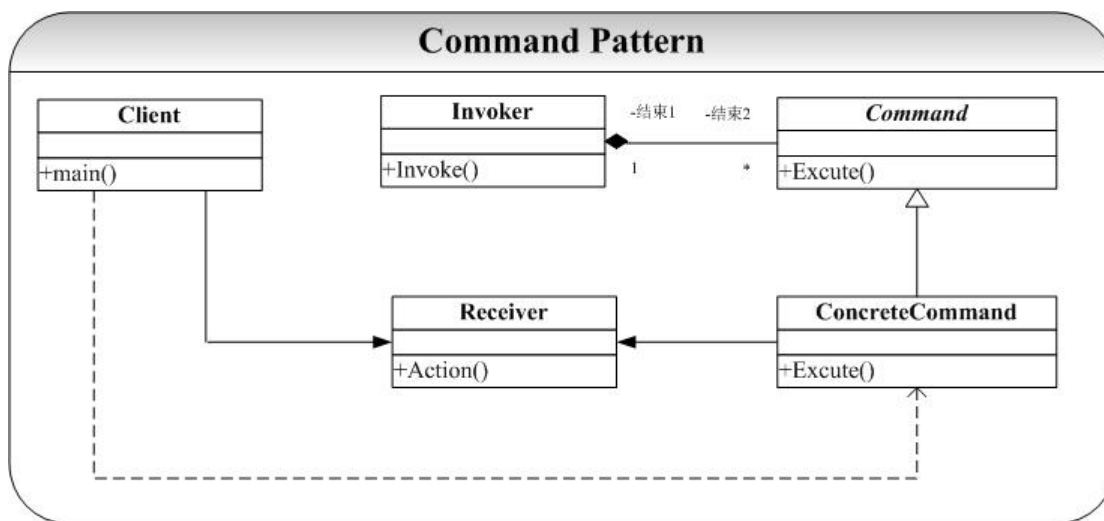 Command Pattern
Client
+main()
Invoker
+Invoke()
-结束1
-结束2
1
*
Command
+Excute()
Receiver
+Action()
ConcreteCommand
+Excute()